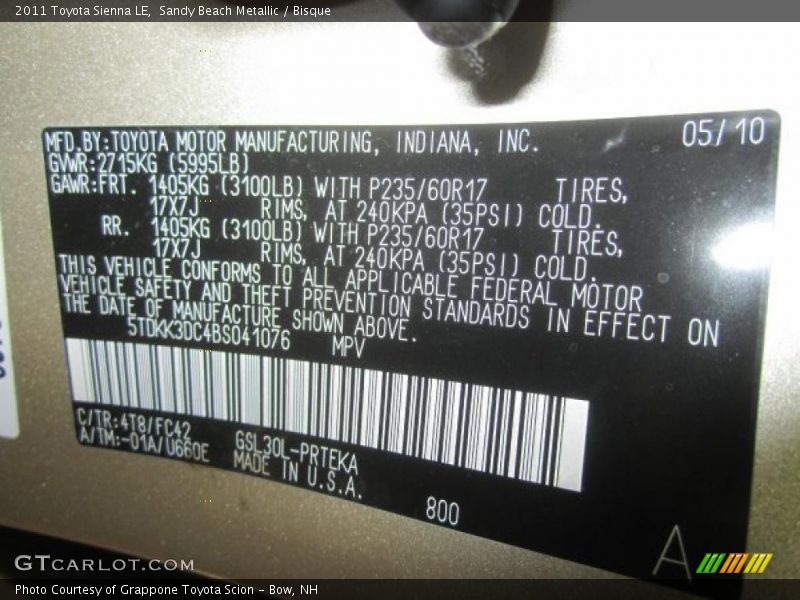 2011 Toyota Sienna LE,  Sandy Beach Metallic / Bisque
MFD.BY:TOYOTA MOTOR MANUFACTURING, INDIANA, INC. 05/10
GVWR:2715KG (5995LB)
GAWR:FRT. 1405KG (3100LB) WITH P235/60R17 TIRES,
17X7J RIMS, AT 240KPA (35PSI) COLD.
RR. 1405KG (3100LB) WITH P235/60R17 TIRES,
17X7J RIMS, AT 240KPA (35PSI) COLD.
THIS VEHICLE CONFORMS TO ALL APPLICABLE FEDERAL MOTOR
VEHICLE SAFETY AND THEFT PREVENTION STANDARDS IN EFFECT ON
THE DATE OF MANUFACTURE SHOWN ABOVE.
5TDKK3DC4BS041076 MPV
C/TR:4T8/FC42
A/TM:-01A/U660E GSL30L-PRTEKA
MADE IN U.S.A.
800
A
GTCARLOT.COM
Photo Courtesy of Grappone Toyota Scion - Bow, NH